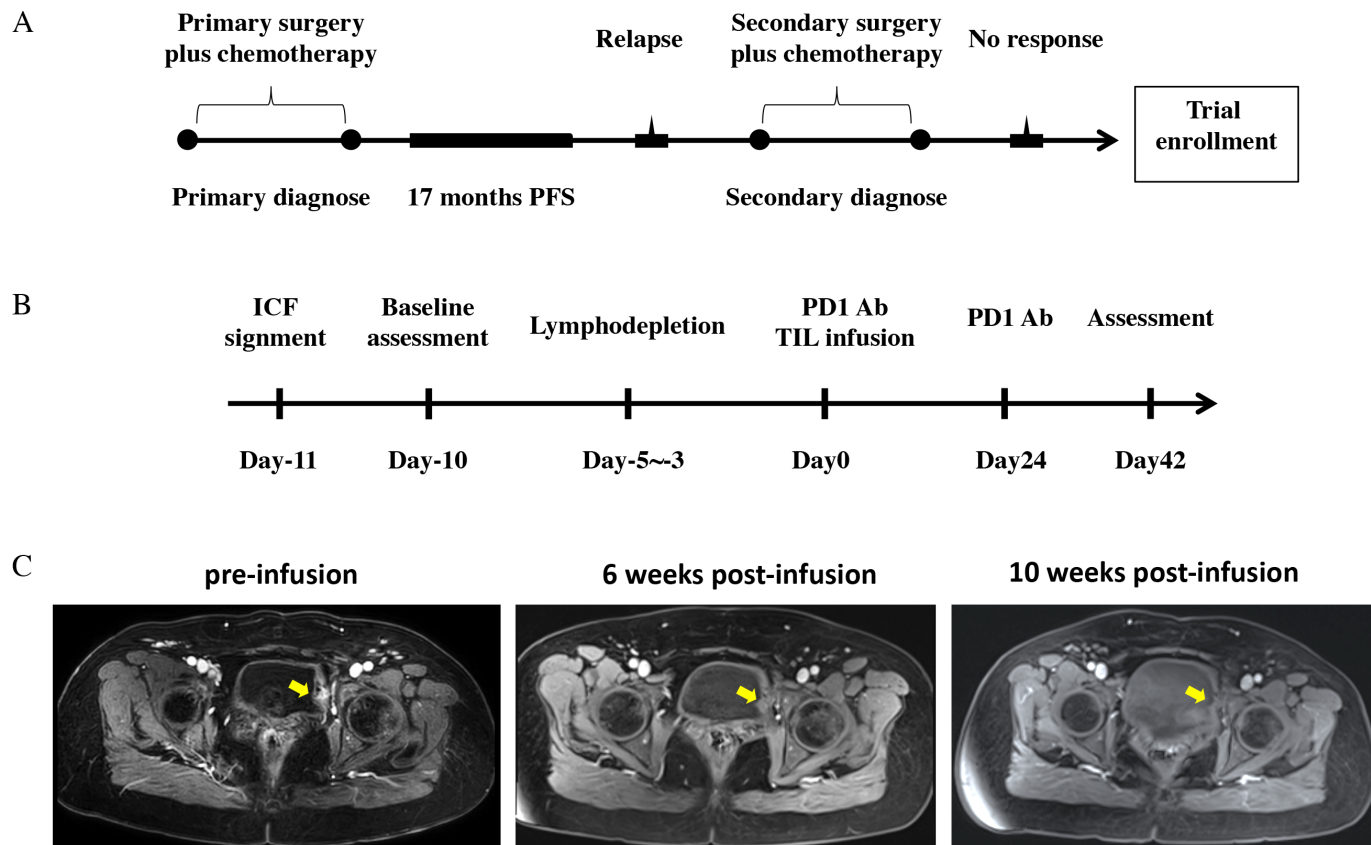 A
Primary surgery
plus chemotherapy
Relapse
Secondary surgery
plus chemotherapy
No response
Trial
enrollment
Primary diagnose
17 months PFS
Secondary diagnose
B
ICF
signment
Baseline
assessment
Lymphodepletion
PD1 Ab
TIL infusion
PD1 Ab
Assessment
Day-11
Day-10
Day-5~-3
Day0
Day24
Day42
C
pre-infusion
6 weeks post-infusion
10 weeks post-infusion